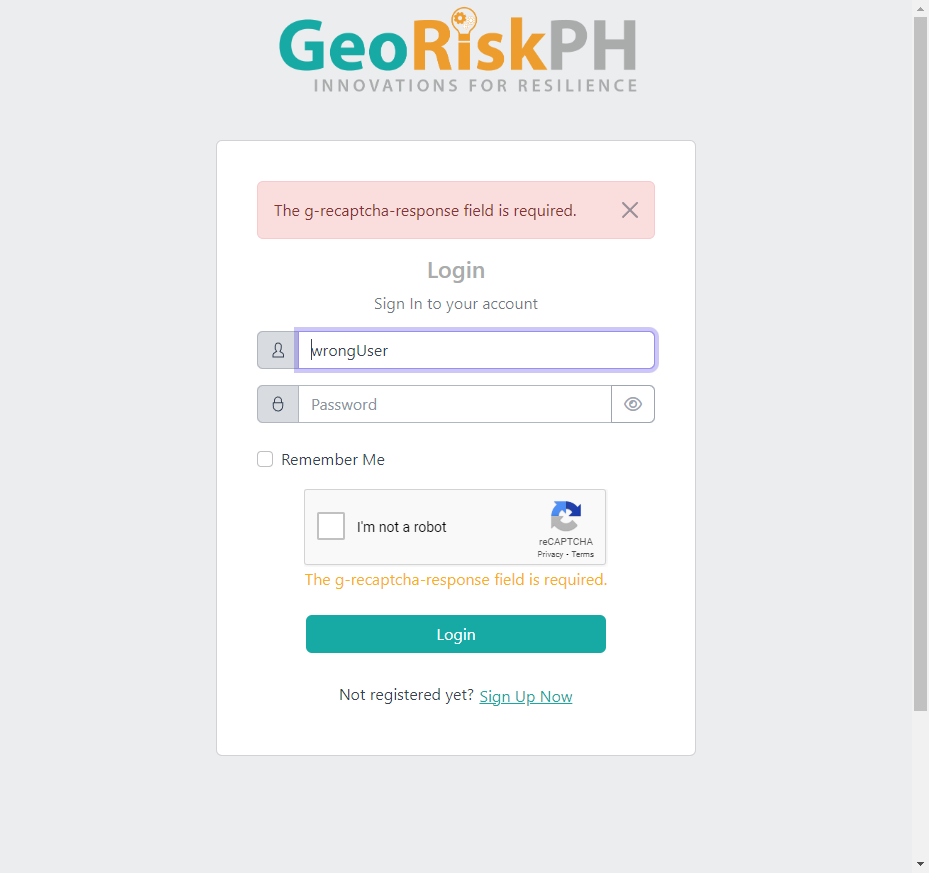 GeoRiskPH
INNOVATIONS FOR RESILIENCE
The g-recaptcha-response field is required.
Login
Sign In to your account
wrongUser
Password
Remember Me
I'm not a robot
reCAPTCHA
Privacy - Terms
The g-recaptcha-response field is required.
Login
Not registered yet? Sign Up Now